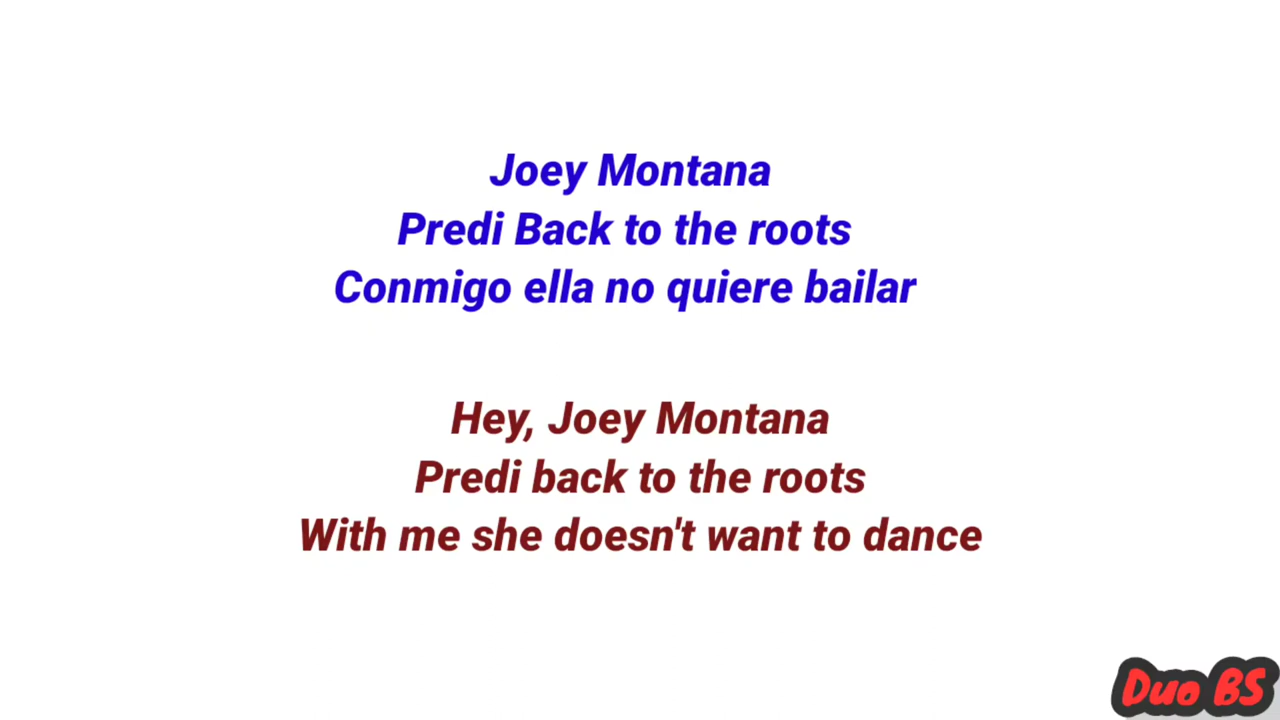 Joey Montana
Predi Back to the roots
Conmigo ella no quiere bailar
Hey, Joey Montana
Predi back to the roots
With me she doesn't want to dance
Duo BS